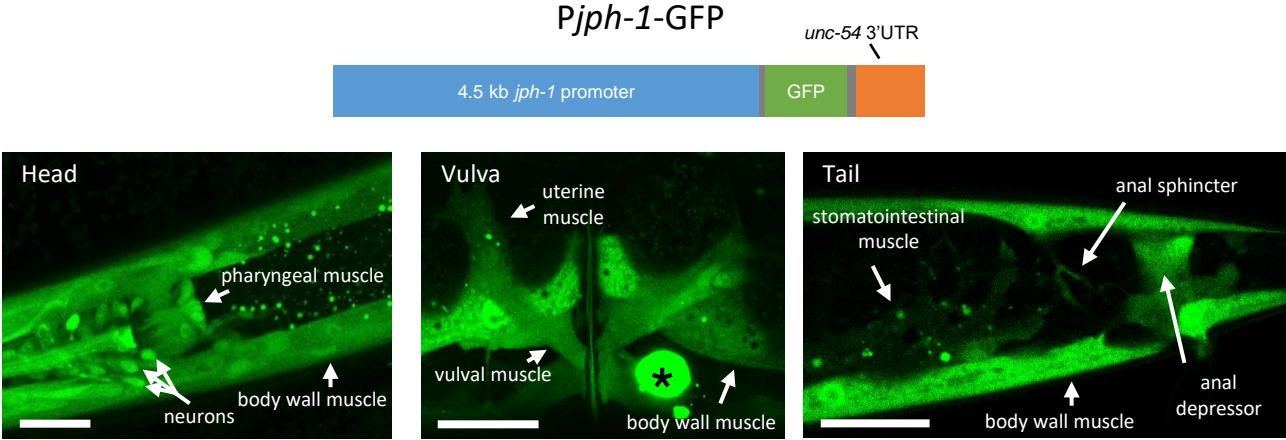 Pjph-1-GFP
unc-54 3’UTR
4.5 kb jph-1 promoter
GFP
Head
pharyngeal muscle
body wall muscle
neurons
Vulva
uterine
muscle
vulval muscle
*
body wall muscle
Tail
anal sphincter
stomatointestinal
muscle
body wall muscle
anal
depressor